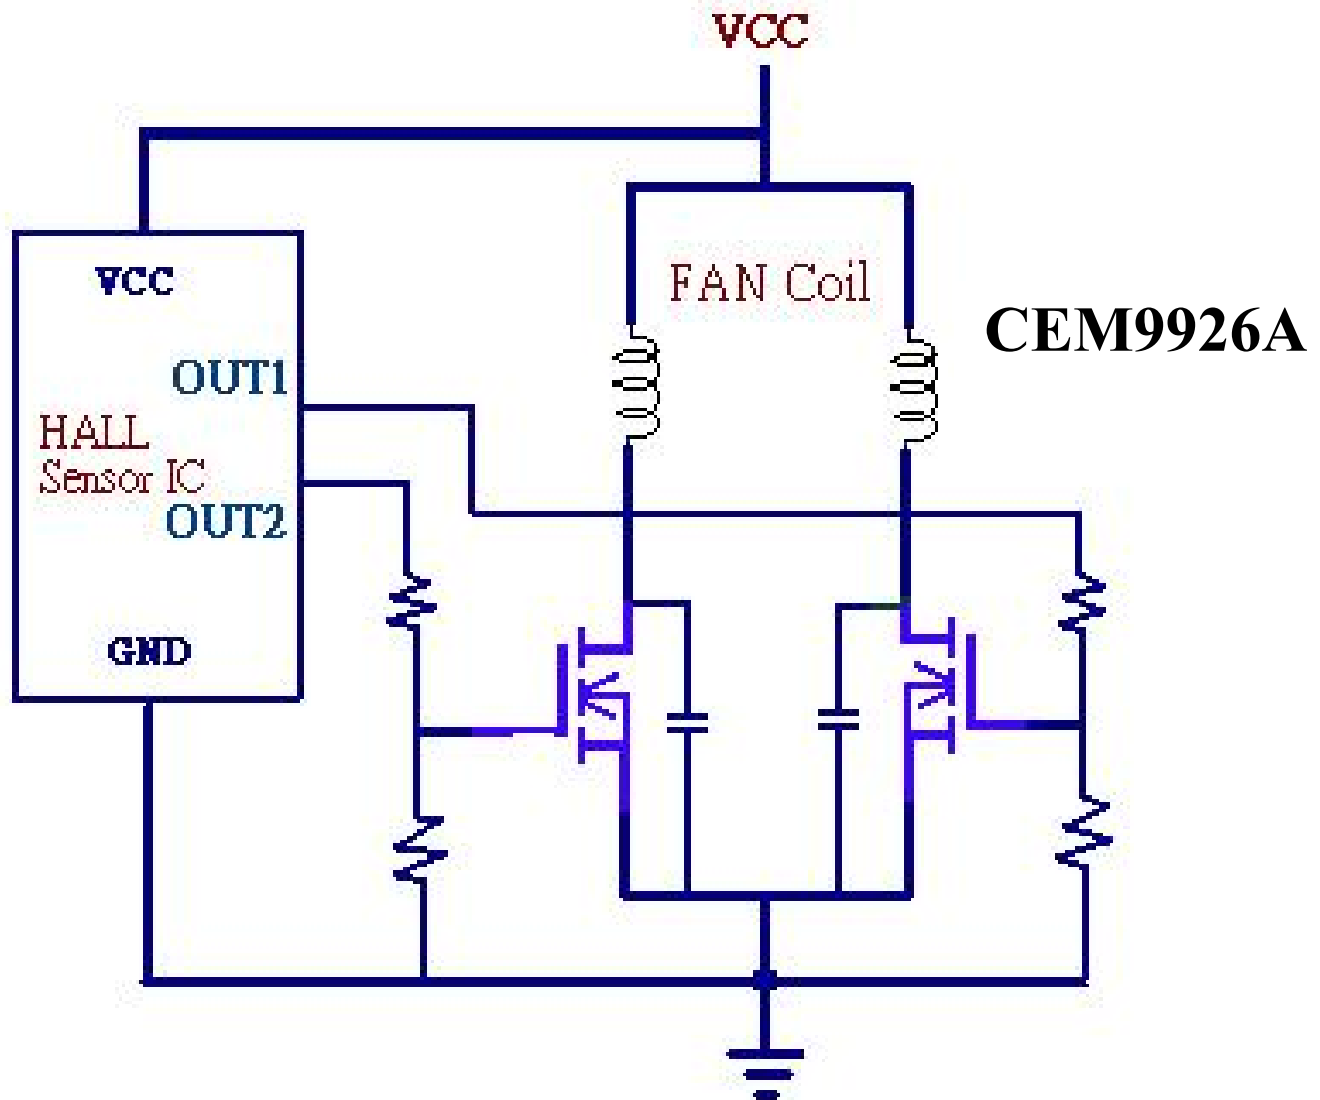 VCC
VCC
FAN Coil
CEM9926A
OUT1
HALL
Sensor IC
OUT2
GND